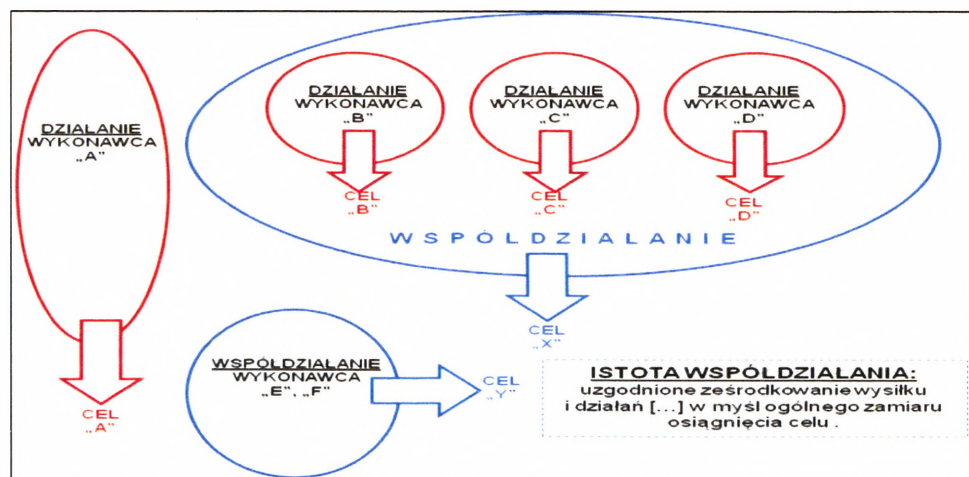 DZIAŁANIE
WYKONAWCA
„A”
CEL
„A”
DZIAŁANIE
WYKONAWCA
„B”
CEL
„B”
DZIAŁANIE
WYKONAWCA
„C”
CEL
„C”
DZIAŁANIE
WYKONAWCA
„D”
CEL
„D”
WSPÓŁDZIAŁANIE
CEL
„X”
WSPÓŁDZIAŁANIE
WYKONAWCA
„E”, „F”
CEL
„Y”
ISTOTA WSPÓŁDZIAŁANIA:
uzgodnione ześrodkowanie wysiłku
i działań [...] w myśl ogólnego zamiaru
osiągnięcia celu .